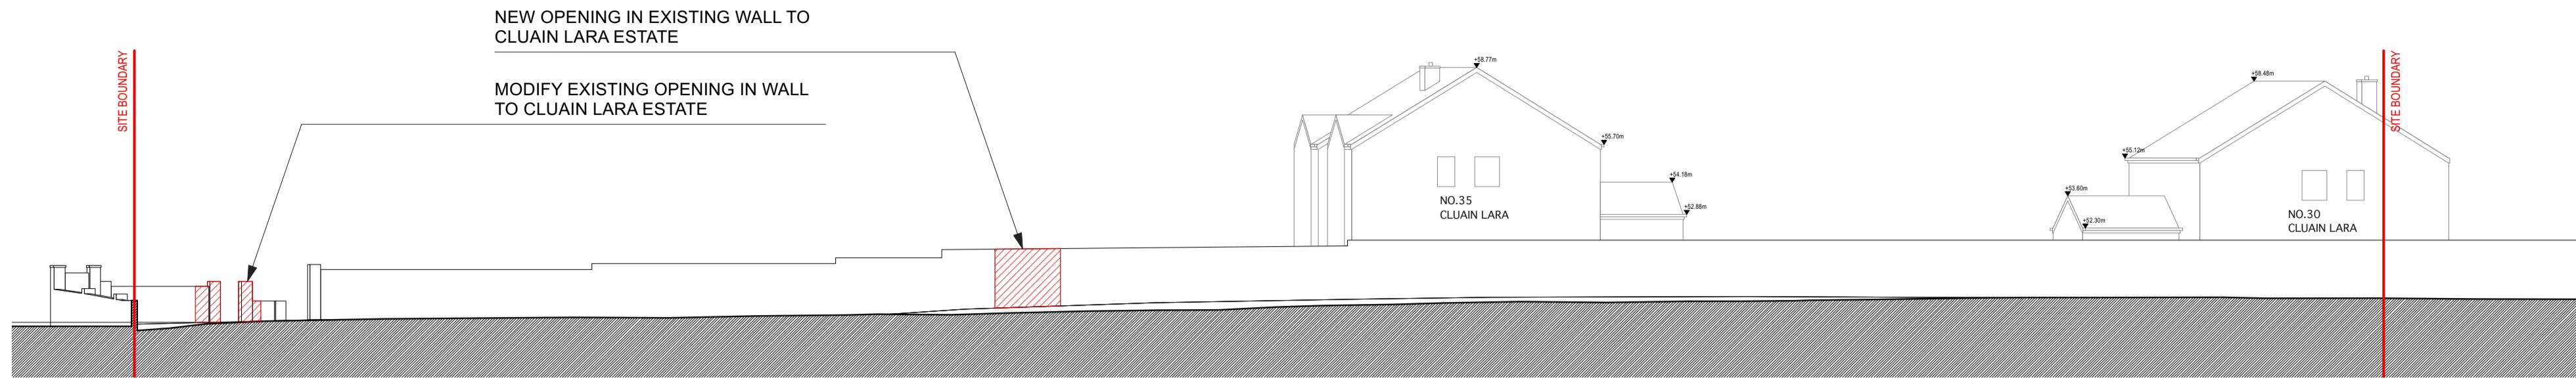 NEW OPENING IN EXISTING WALL TO
CLUAIN LARA ESTATE
MODIFY EXISTING OPENING IN WALL
TO CLUAIN LARA ESTATE
SITE BOUNDARY
+58.77m
+55.70m
+54.18m
+52.88m
NO.35
CLUAIN LARA
+58.48m
+55.12m
+53.60m
+52.30m
NO.30
CLUAIN LARA
SITE BOUNDARY